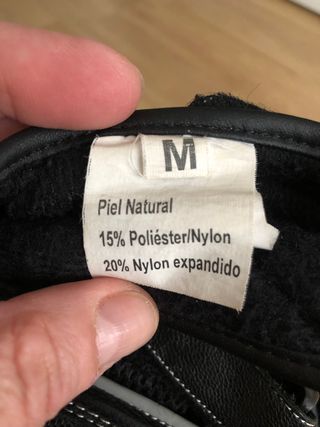 M
Piel Natural
15% Poliéster/Nylon
20% Nylon expandido